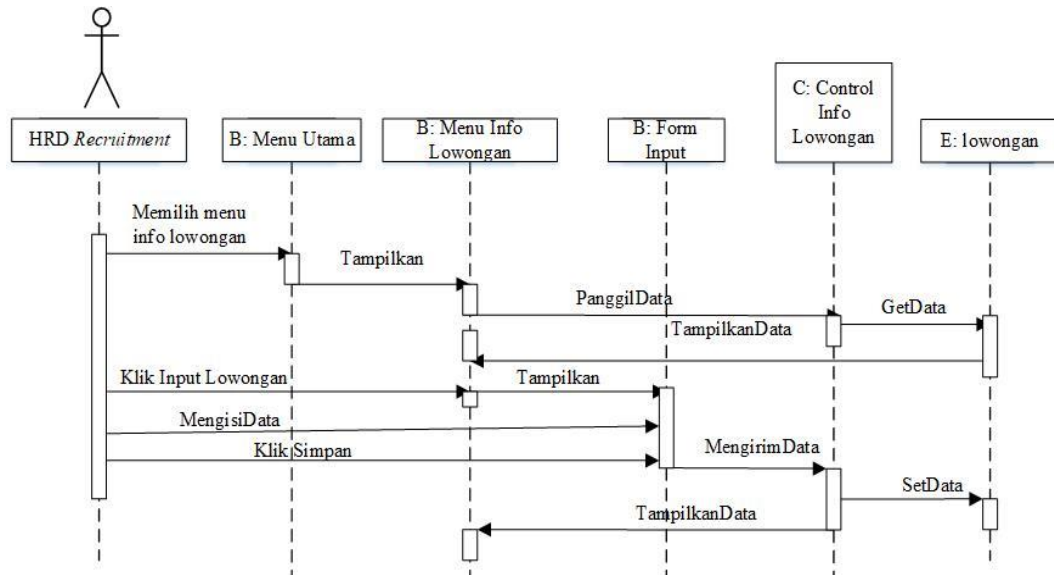 HRD Recruitment
B: Menu Utama
B: Menu Info
Lowongan
B: Form
Input
C: Control
Info
Lowongan
E: lowongan
Memilih menu
info lowongan
Tampilkan
PanggilData
GetData
TampilkanData
Klik Input Lowongan
Tampilkan
MengisiData
Klik Simpan
MengirimData
SetData
TampilkanData